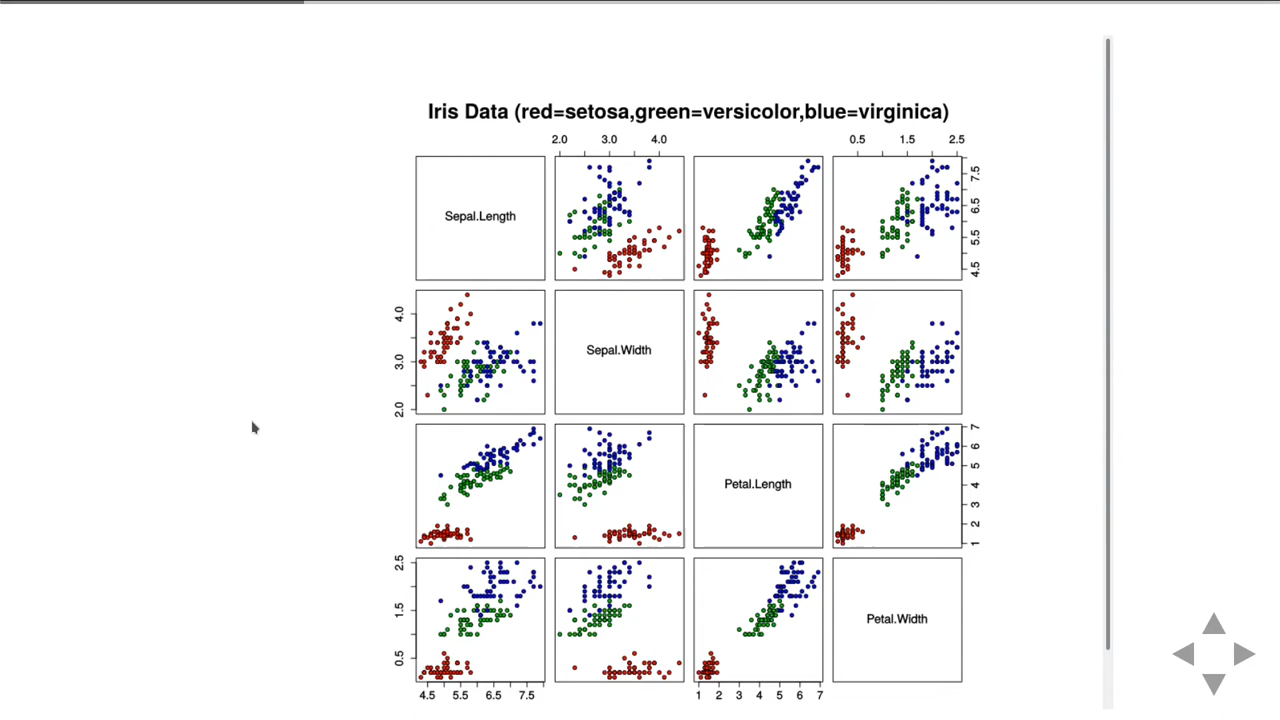 Iris Data (red=setosa,green=versicolor,blue=virginica)
2.0 3.0 4.0 0.5 1.5 2.5
Sepal.Length
4.5 5.5 6.5 7.5
2.0 3.0 4.0
Sepal.Width
Petal.Length
1 2 3 4 5 6 7
0.5 1.5 2.5
Petal.Width
4.5 5.5 6.5 7.5 1 2 3 4 5 6 7